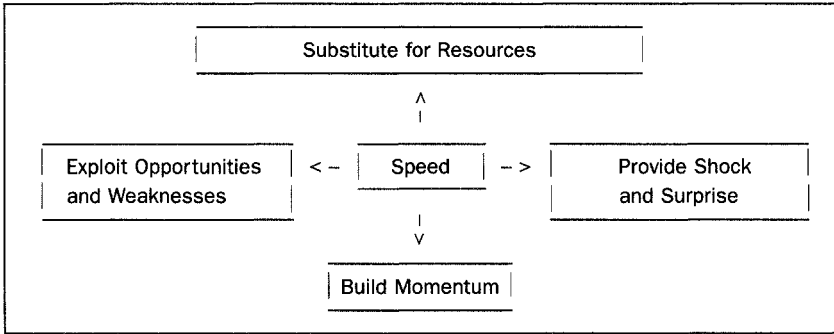 Substitute for Resources
Exploit Opportunities
and Weaknesses
Speed
Provide Shock
and Surprise
Build Momentum